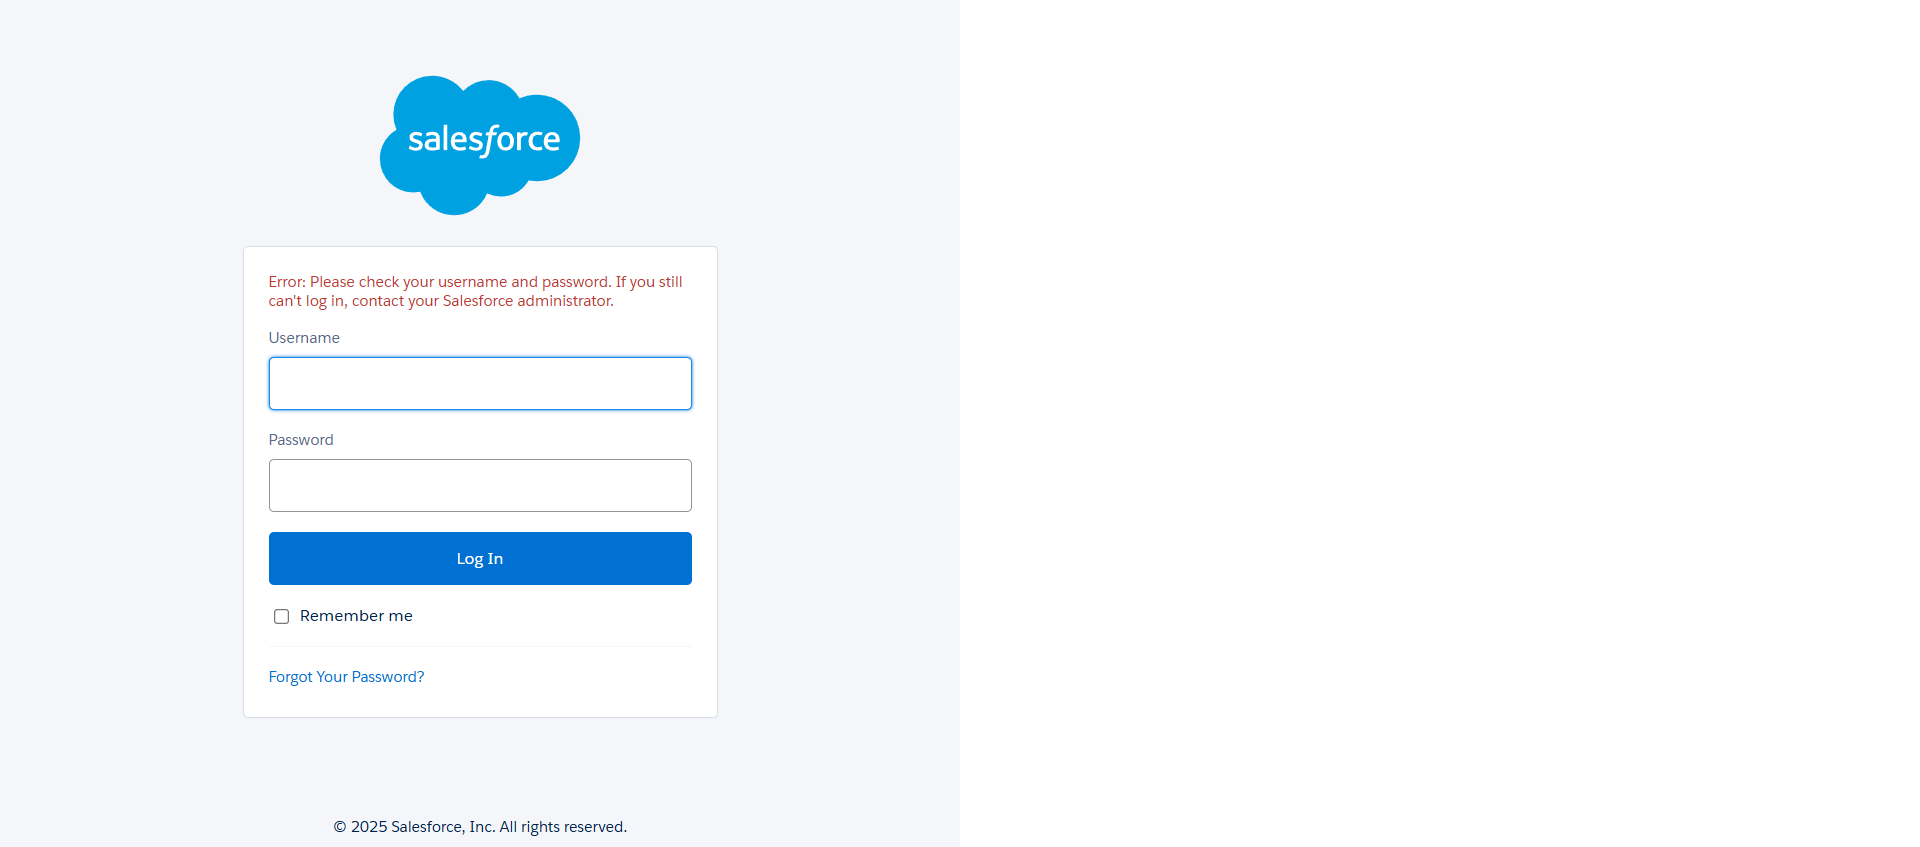 salesforce
Error: Please check your username and password. If you still
can't log in, contact your Salesforce administrator.
Username
Password
Log In
Remember me
Forgot Your Password?
© 2025 Salesforce, Inc. All rights reserved.